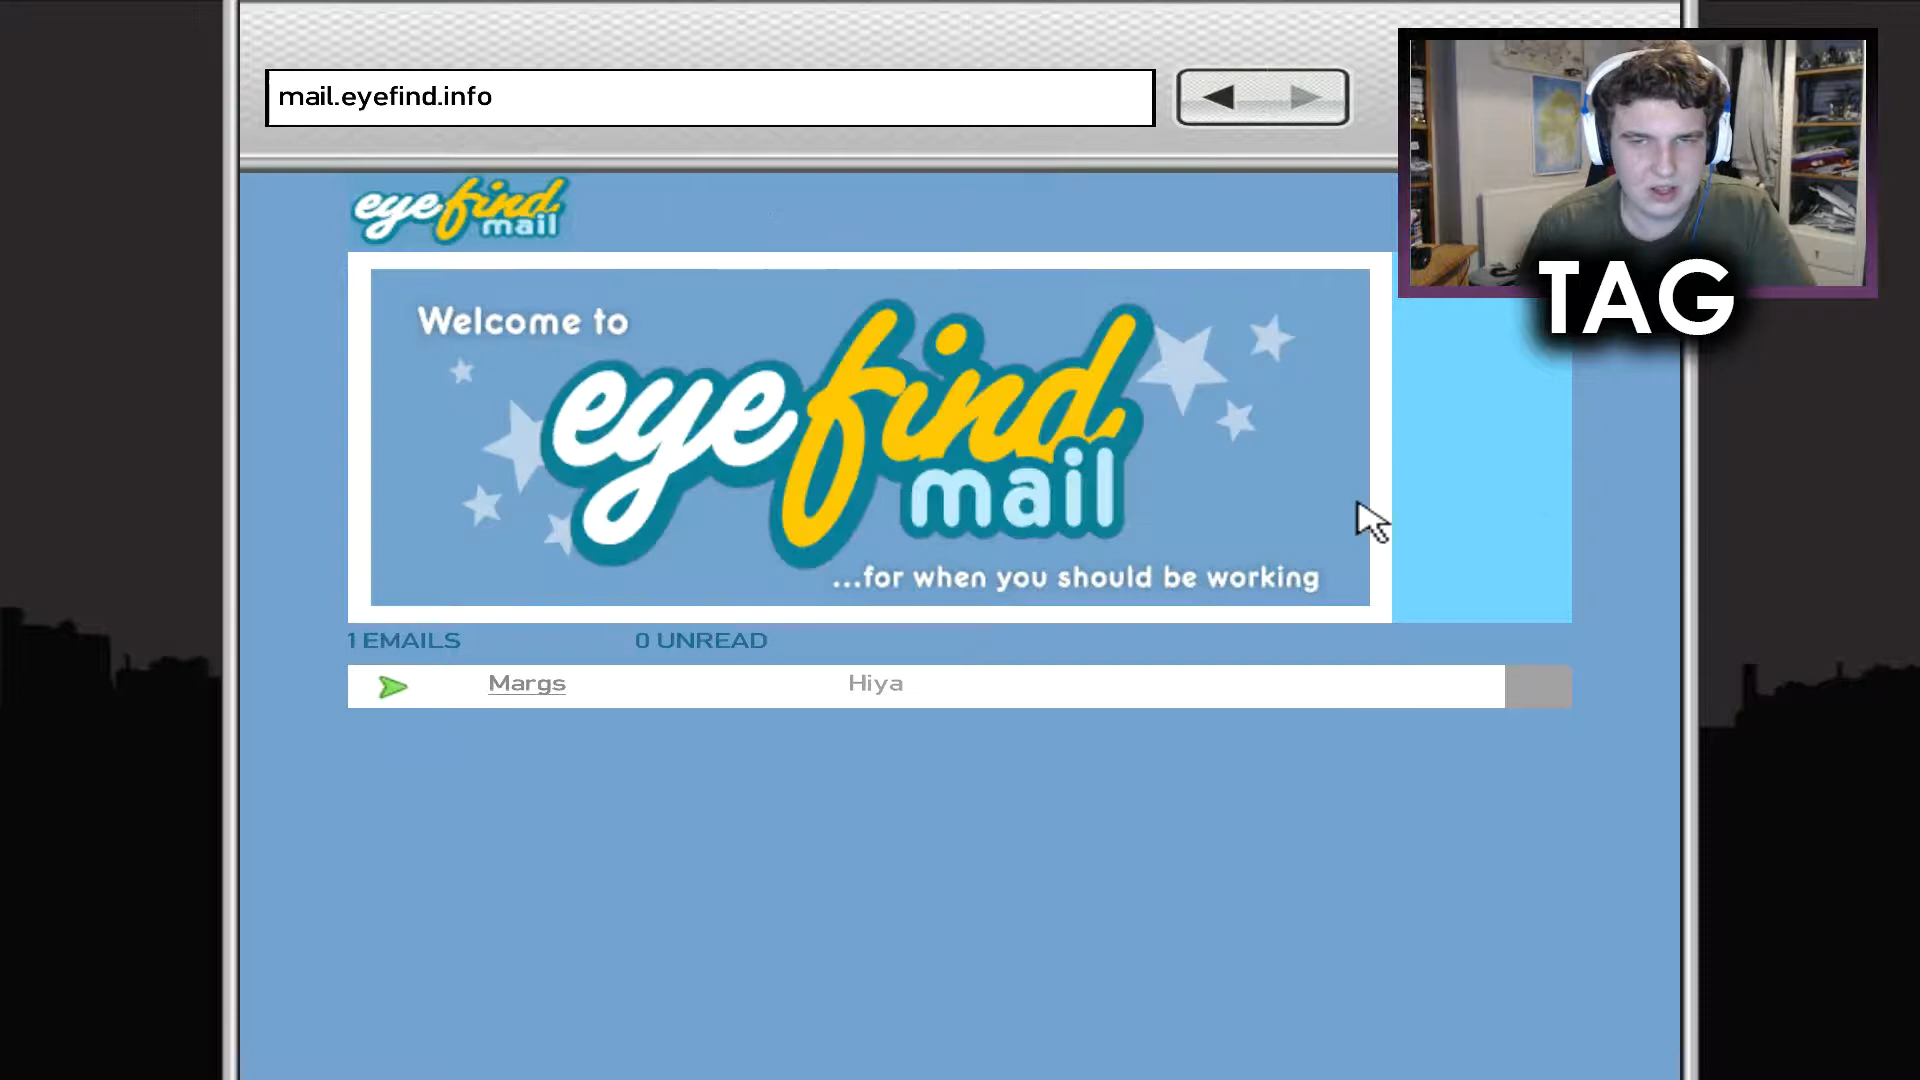 mail.eyefind.info
eyefind
mail
TAG
Welcome to
eyefind
mail
...for when you should be working
1 EMAILS 0 UNREAD
Margs Hiya